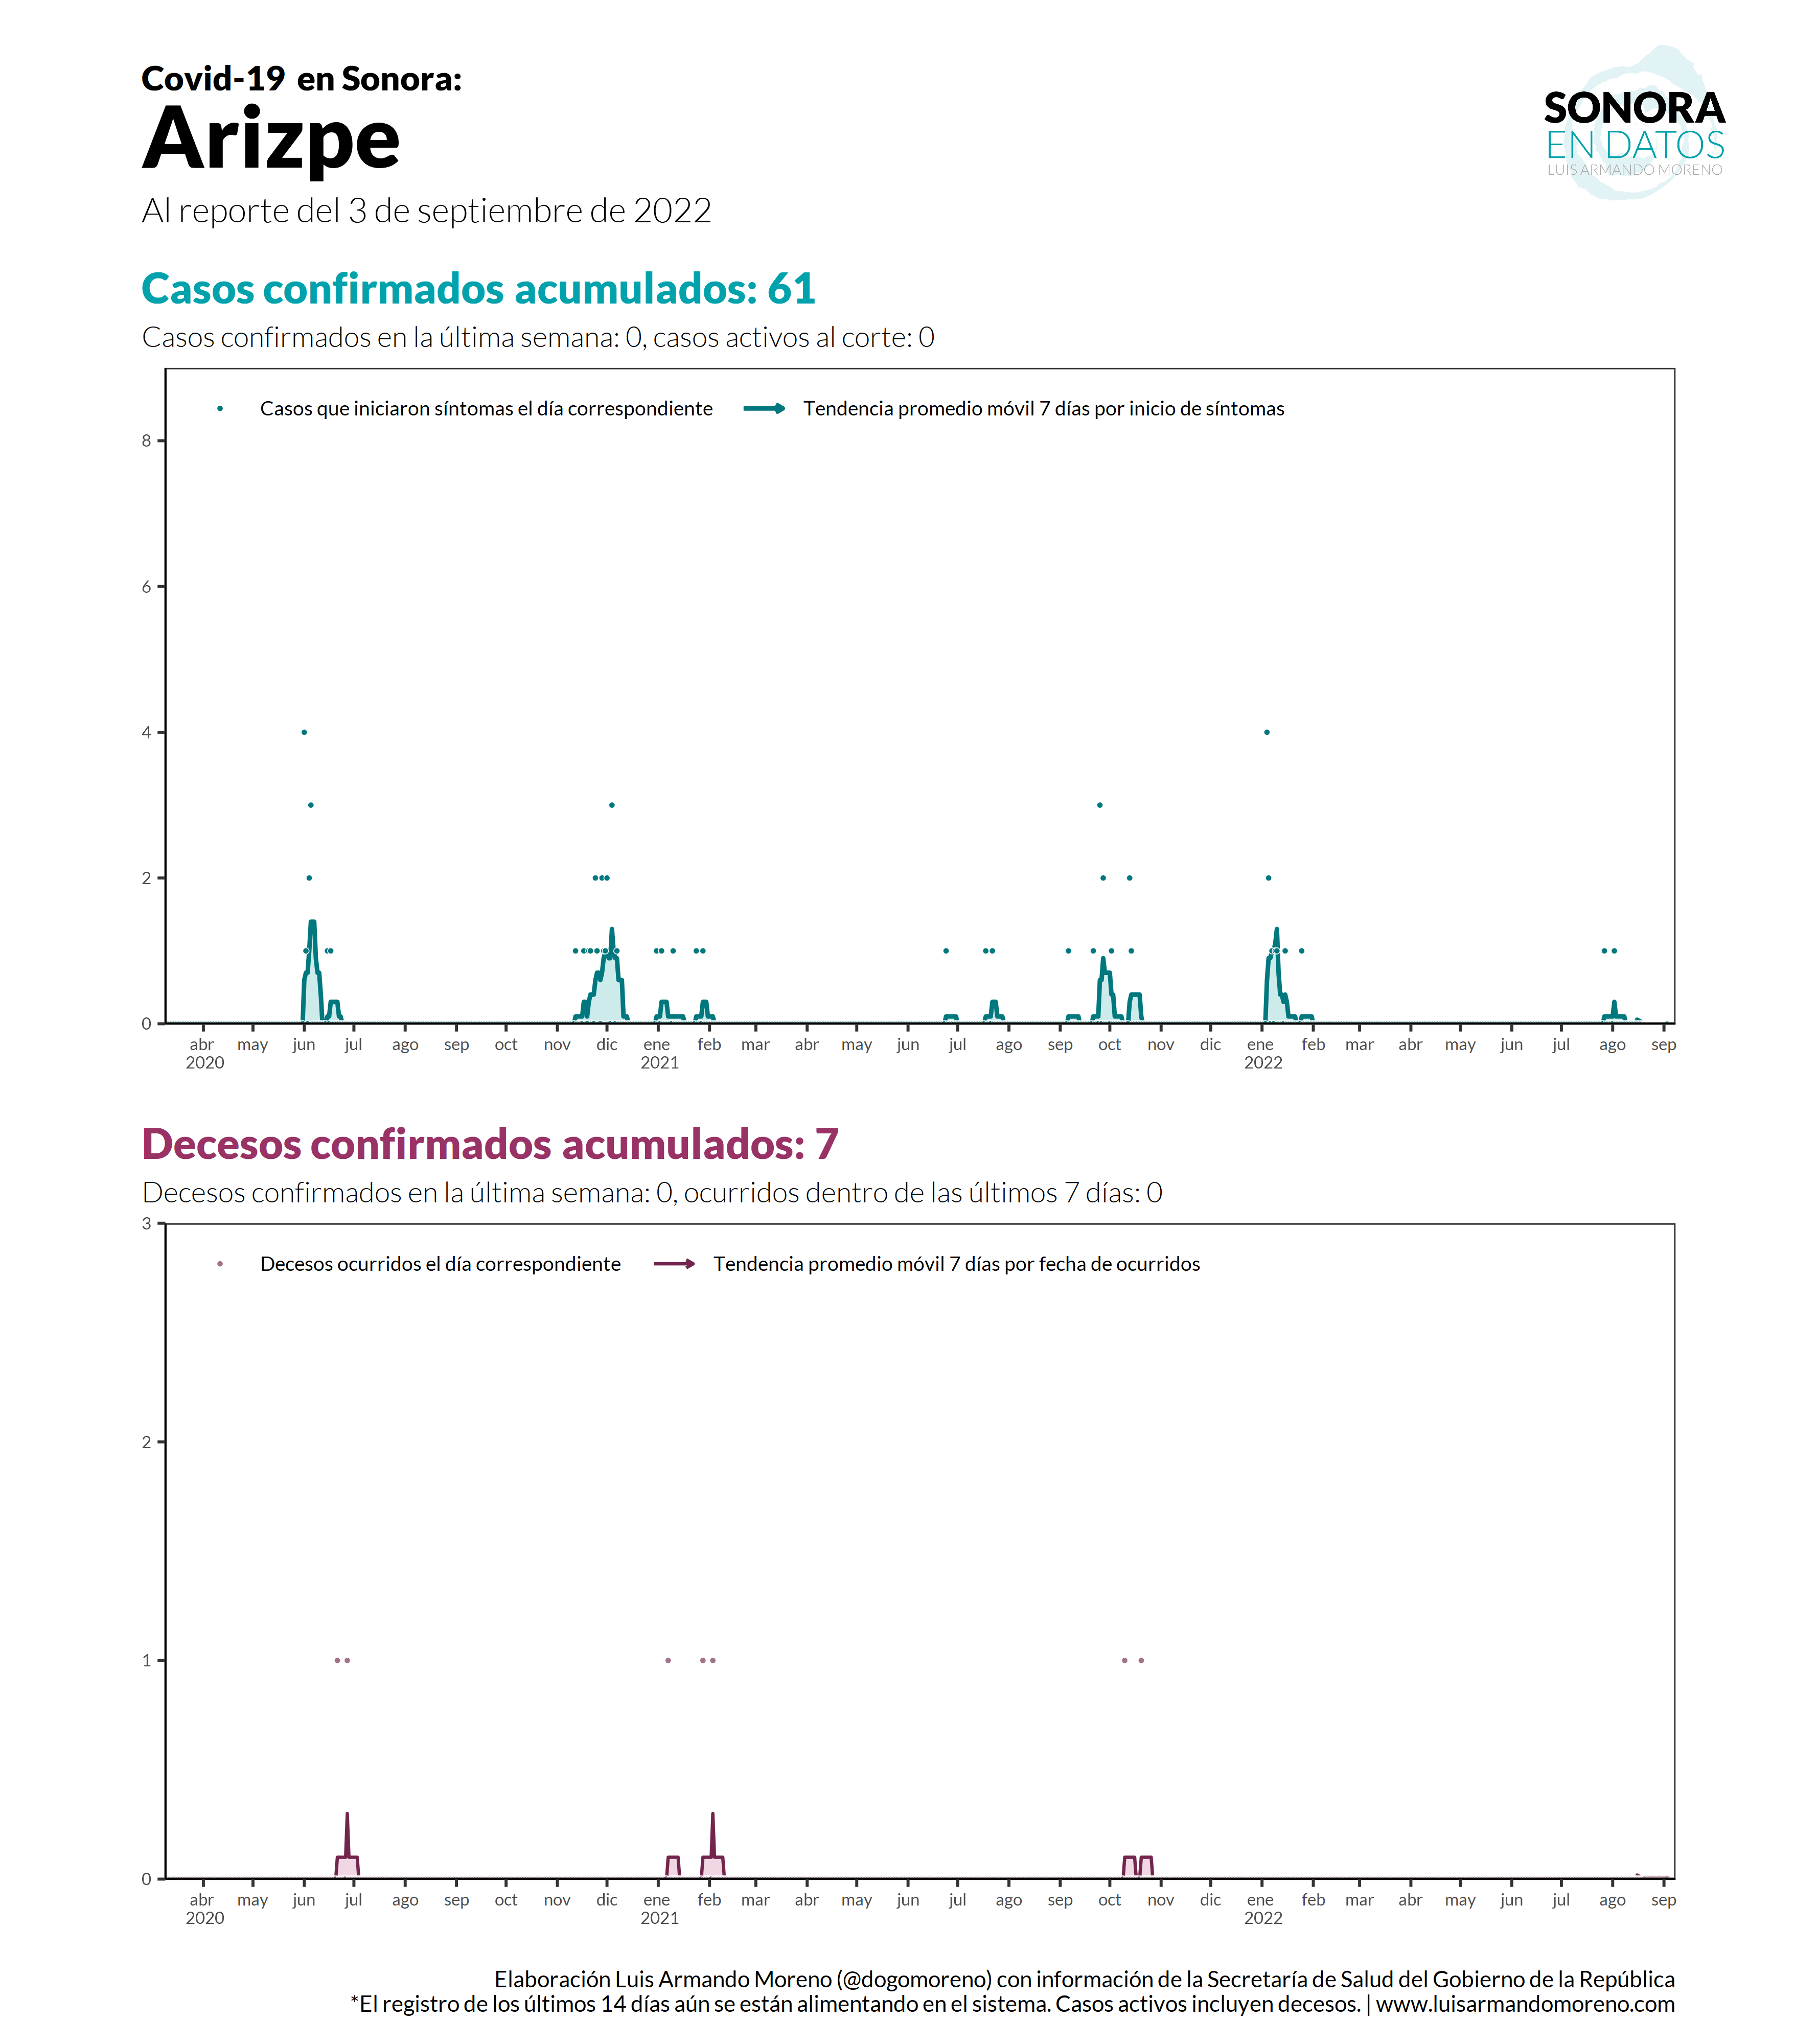 Covid-19 en Sonora:
Arizpe
Al reporte del 3 de septiembre de 2022
SONORA
EN DATOS
LUIS ARMANDO MORENO
Casos confirmados acumulados: 61
Casos confirmados en la última semana: 0, casos activos al corte: 0
Casos que iniciaron síntomas el día correspondiente Tendencia promedio móvil 7 días por inicio de síntomas
8
6
4
2
0
abr may jun jul ago sep oct nov dic ene feb mar abr may jun jul ago sep oct nov dic ene feb mar abr may jun jul ago sep
2020 2021 2022
Decesos confirmados acumulados: 7
Decesos confirmados en la última semana: 0, ocurridos dentro de las últimos 7 días: 0
3
Decesos ocurridos el día correspondiente Tendencia promedio móvil 7 días por fecha de ocurridos
2
1
0
abr may jun jul ago sep oct nov dic ene feb mar abr may jun jul ago sep oct nov dic ene feb mar abr may jun jul ago sep
2020 2021 2022
Elaboración Luis Armando Moreno (@dogomoreno) con información de la Secretaría de Salud del Gobierno de la República
*El registro de los últimos 14 días aún se están alimentando en el sistema. Casos activos incluyen decesos. | www.luisarmandomoreno.com